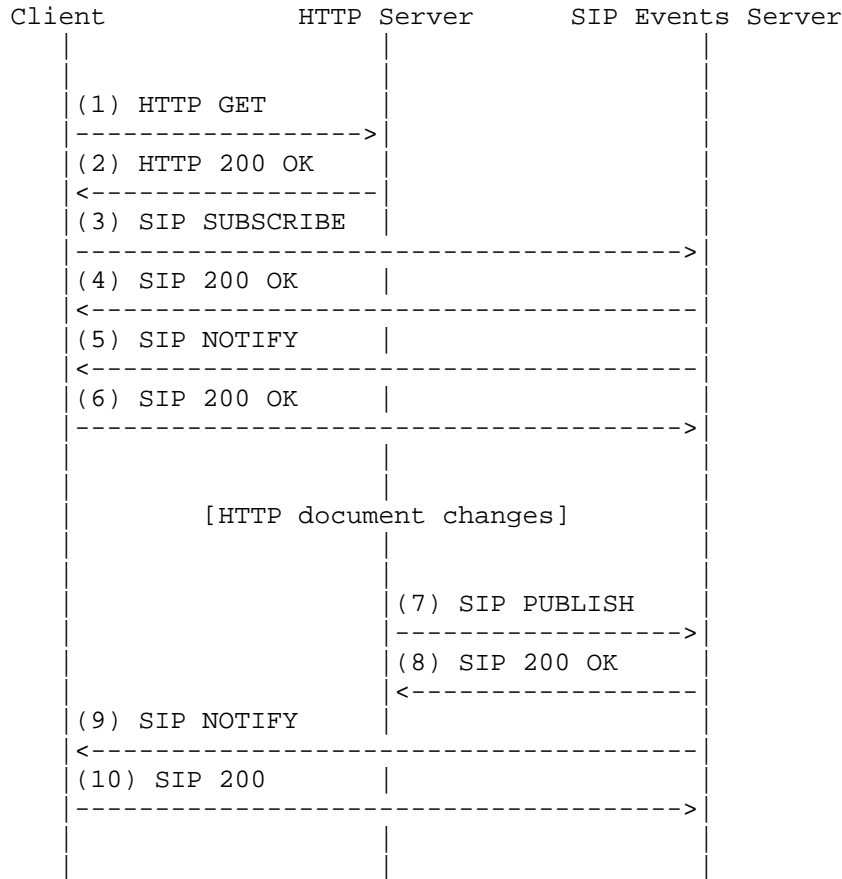 Client HTTP Server SIP Events Server
(1) HTTP GET
(2) HTTP 200 OK
(3) SIP SUBSCRIBE
(4) SIP 200 OK
(5) SIP NOTIFY
(6) SIP 200 OK
[HTTP document changes]
(7) SIP PUBLISH
(8) SIP 200 OK
(9) SIP NOTIFY
(10) SIP 200